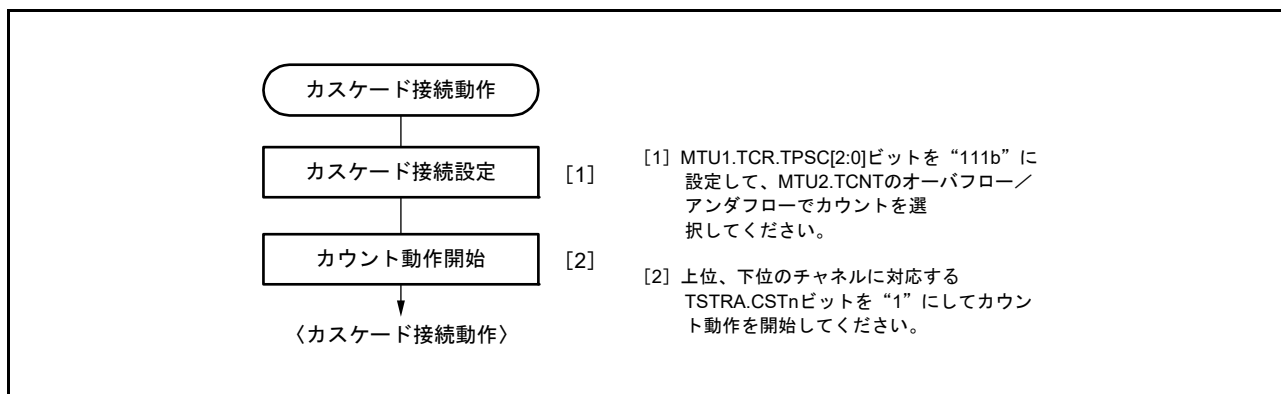 カスケード接続動作
カスケード接続設定
[1]
カウント動作開始
[2]
〈カスケード接続動作〉
[1] MTU1.TCR.TPSC[2:0]ビットを“111b”に
設定して、MTU2.TCNTのオーバフロー／
アンダフローでカウントを選
択してください。
[2] 上位、下位のチャネルに対応する
TSTRA.CSTnビットを“1”にしてカウン
ト動作を開始してください。